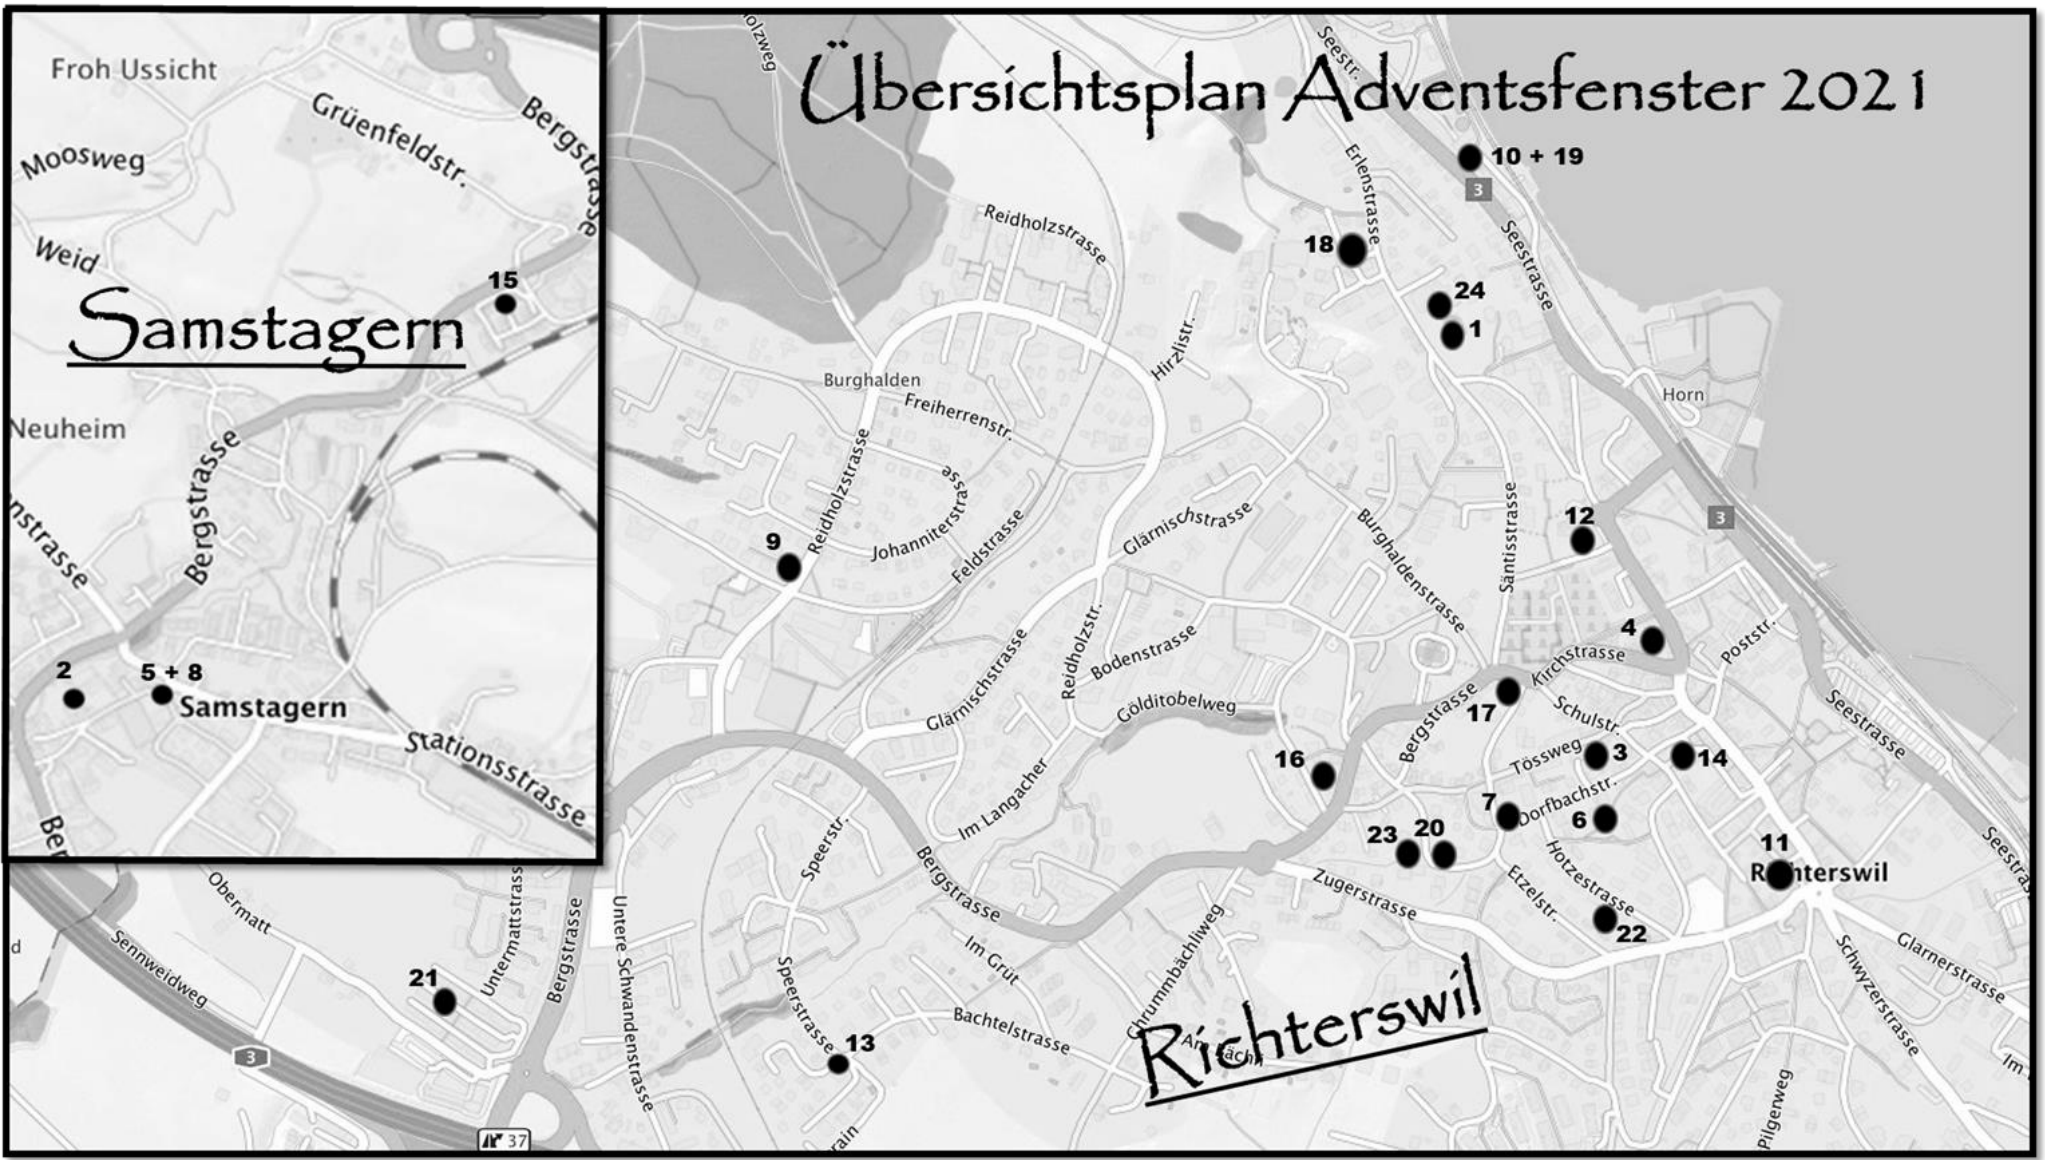 Übersichtsplan Adventsfenster 2021
Froh Ussicht
Grüenfeldstr.
Bergstrasse
Moosweg
Weid
15
Samstagern
Neuheim
Bergstrasse
2
5 + 8
Samstagern
Stationsstrasse
Seestr.
Erlenstrasse
10 + 19
3
Reidholzstrasse
18
Seestrasse
24
1
Hirzlistr.
Burghalden
Freiherrenstr.
Horn
Reidholzstrasse
9
Johanniterstrasse
Feldstrasse
Glärnischstrasse
Burghaldenstrasse
Säntisstrasse
12
3
4
Kirchstrasse
Poststr.
Reidholzstr.
Bodenstrasse
Glärnischstrasse
Gölditobelweg
Bergstrasse
17
Schulstr.
Seestrasse
16
Tössweg
3
14
Im Langacher
7
Dorfbachstr.
6
Speerstr.
23
20
11
Bergstrasse
Hotzestrasse
Zugerstrasse
Etzelstr.
22
Obermatt
Untermattstrass
Bergstrasse
Untere Schwandenstrasse
Sennweidweg
21
Im Grüt
Chrummbächliweg
Glarnerstrasse
Schwyzerstrasse
Speerstrasse
13
Bachtelstrasse
Richterswil
3
37
Pilgerweg
Im